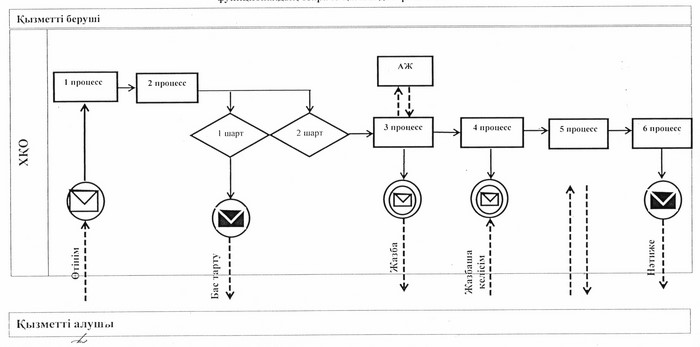 Қызметті беруші
ХҚО
1 процесс
2 процесс
АЖ
1 шарт
2 шарт
3 процесс
4 процесс
5 процесс
6 процесс
Өтінім
Бас тарту
Жазба
Жазбаша
келісім
Нәтиже
Қызметті алушы